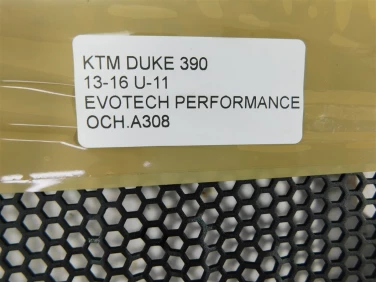 KTM DUKE 390
13-16 U-11
EVOTECH PERFORMANCE
OCH.A308